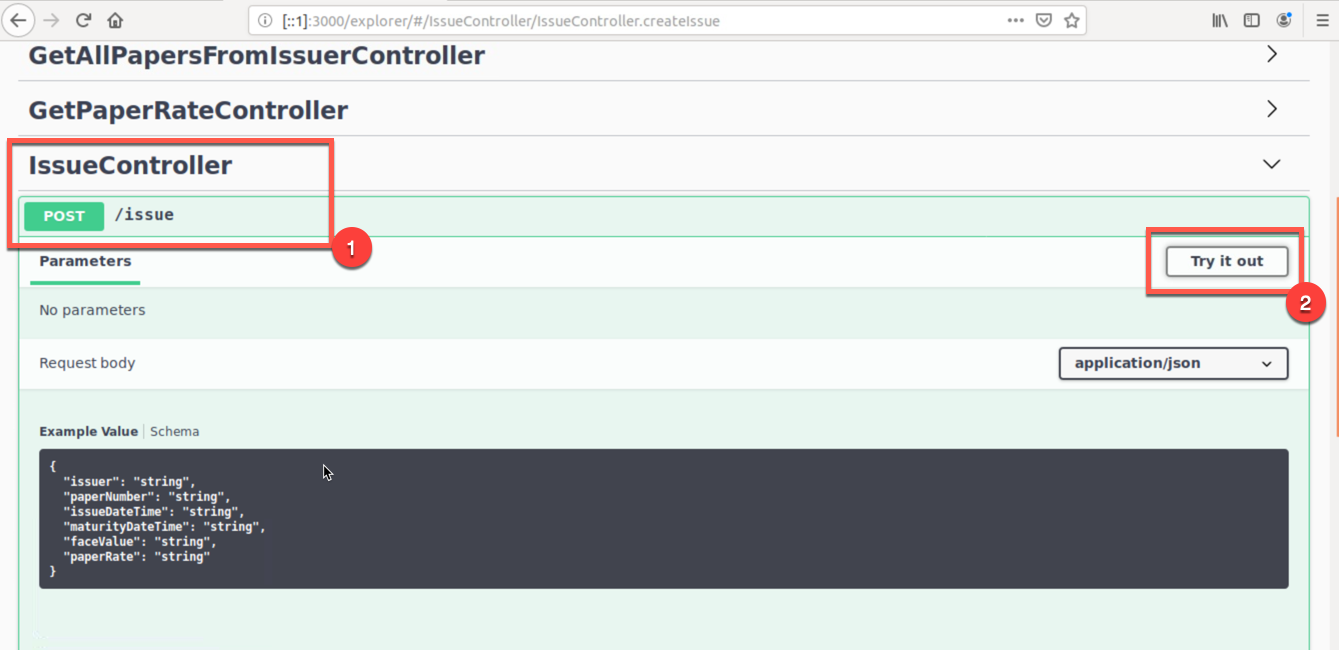 [::1]:3000/explorer/#/IssueController/IssueController.createIssue
GetAllPapersFromIssuerController
GetPaperRateController
IssueController
POST /issue
1
Parameters
Try it out
2
No parameters
Request body
application/json
Example Value | Schema
{
"issuer": "string",
"paperNumber": "string",
"issueDateTime": "string",
"maturityDateTime": "string",
"faceValue": "string",
"paperRate": "string"
}